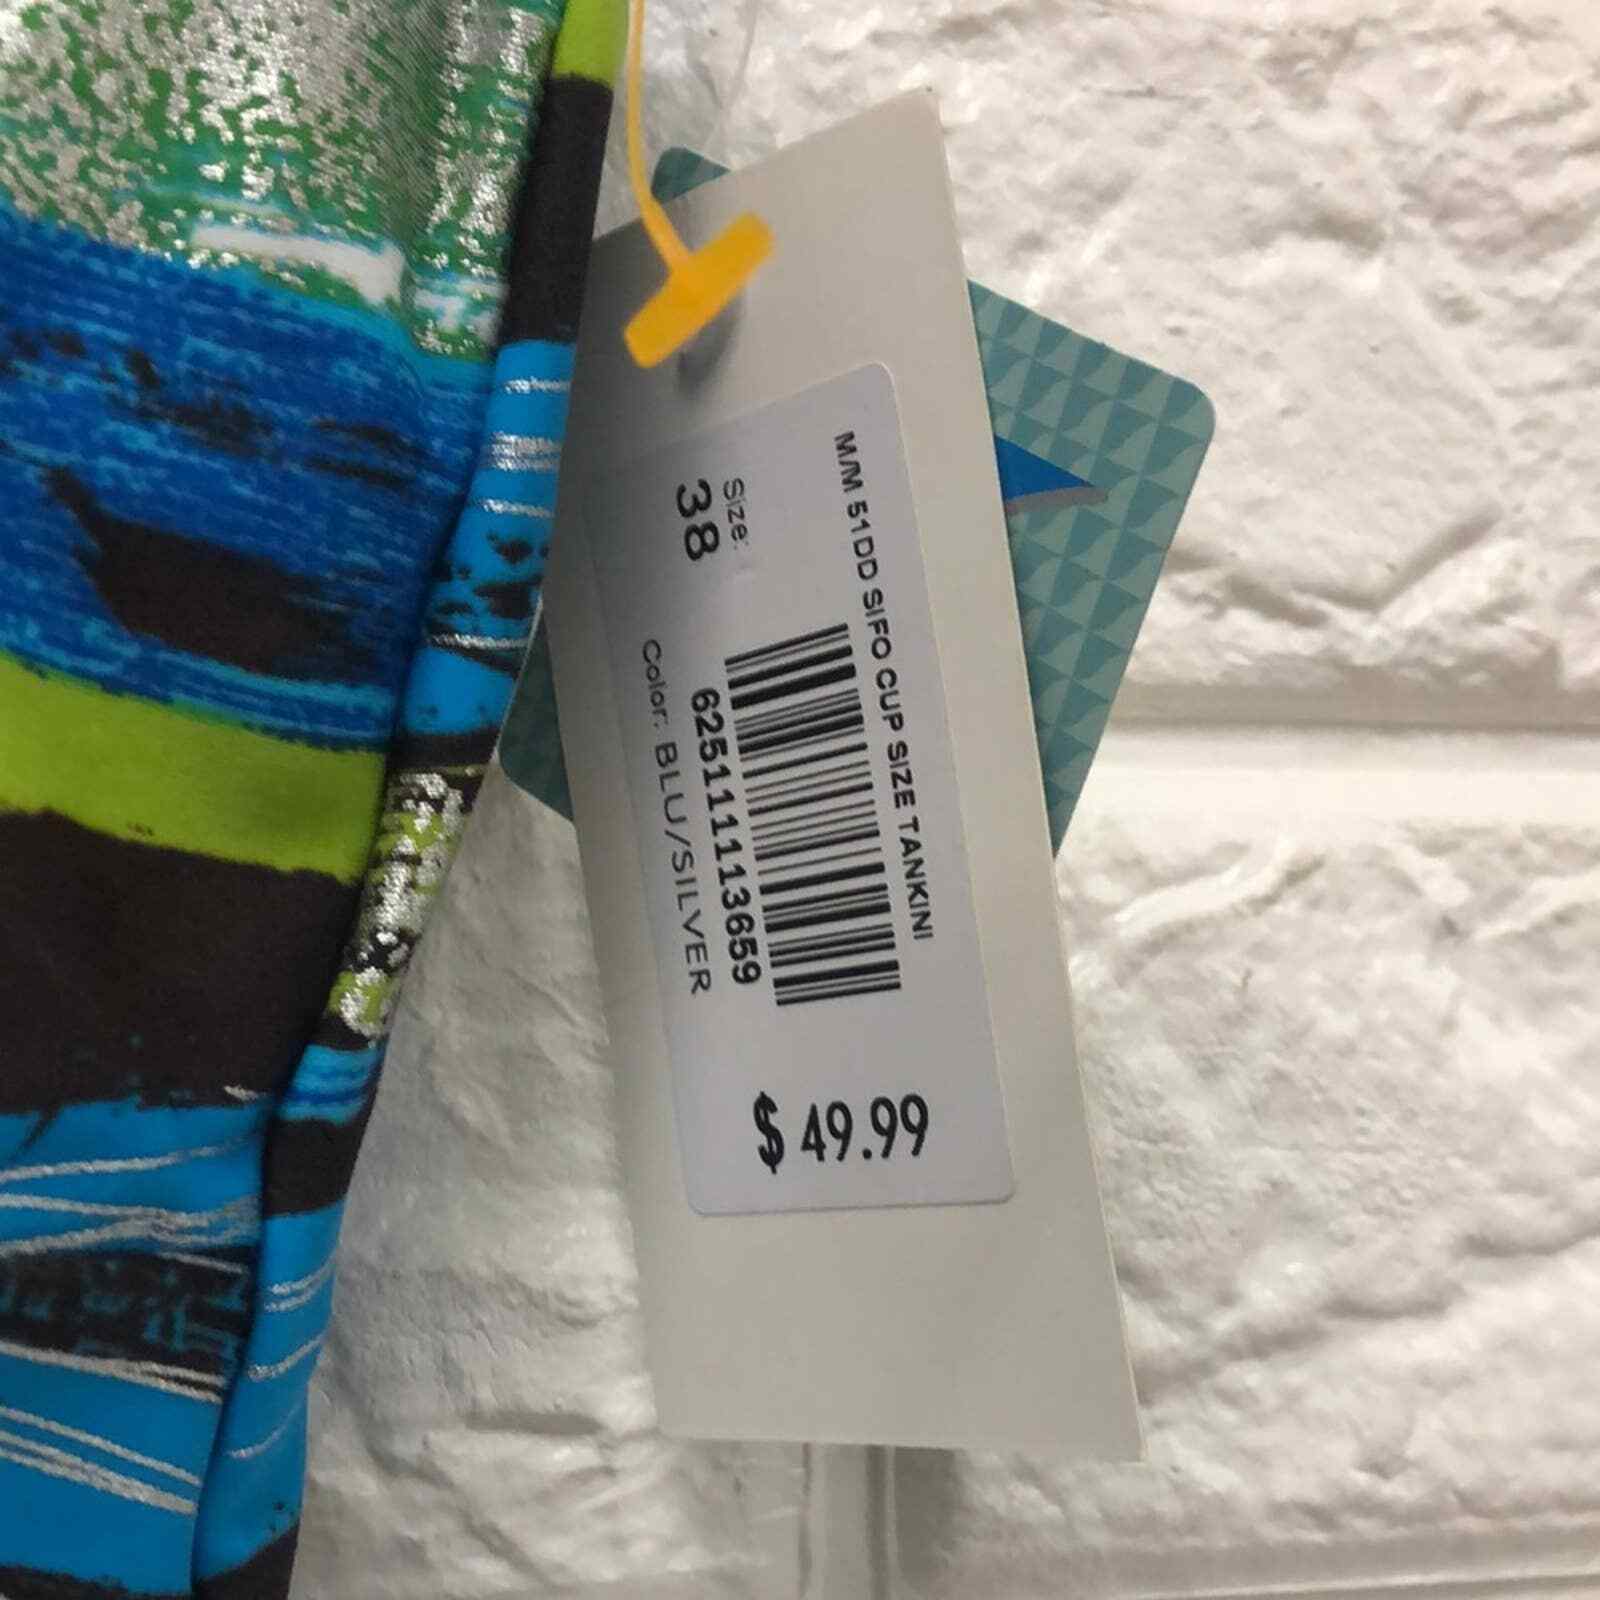 M/M 51DD SIFO CUP SIZE TANKINI
Size:
38
625111113659
Color: BLU/SILVER
$ 49.99